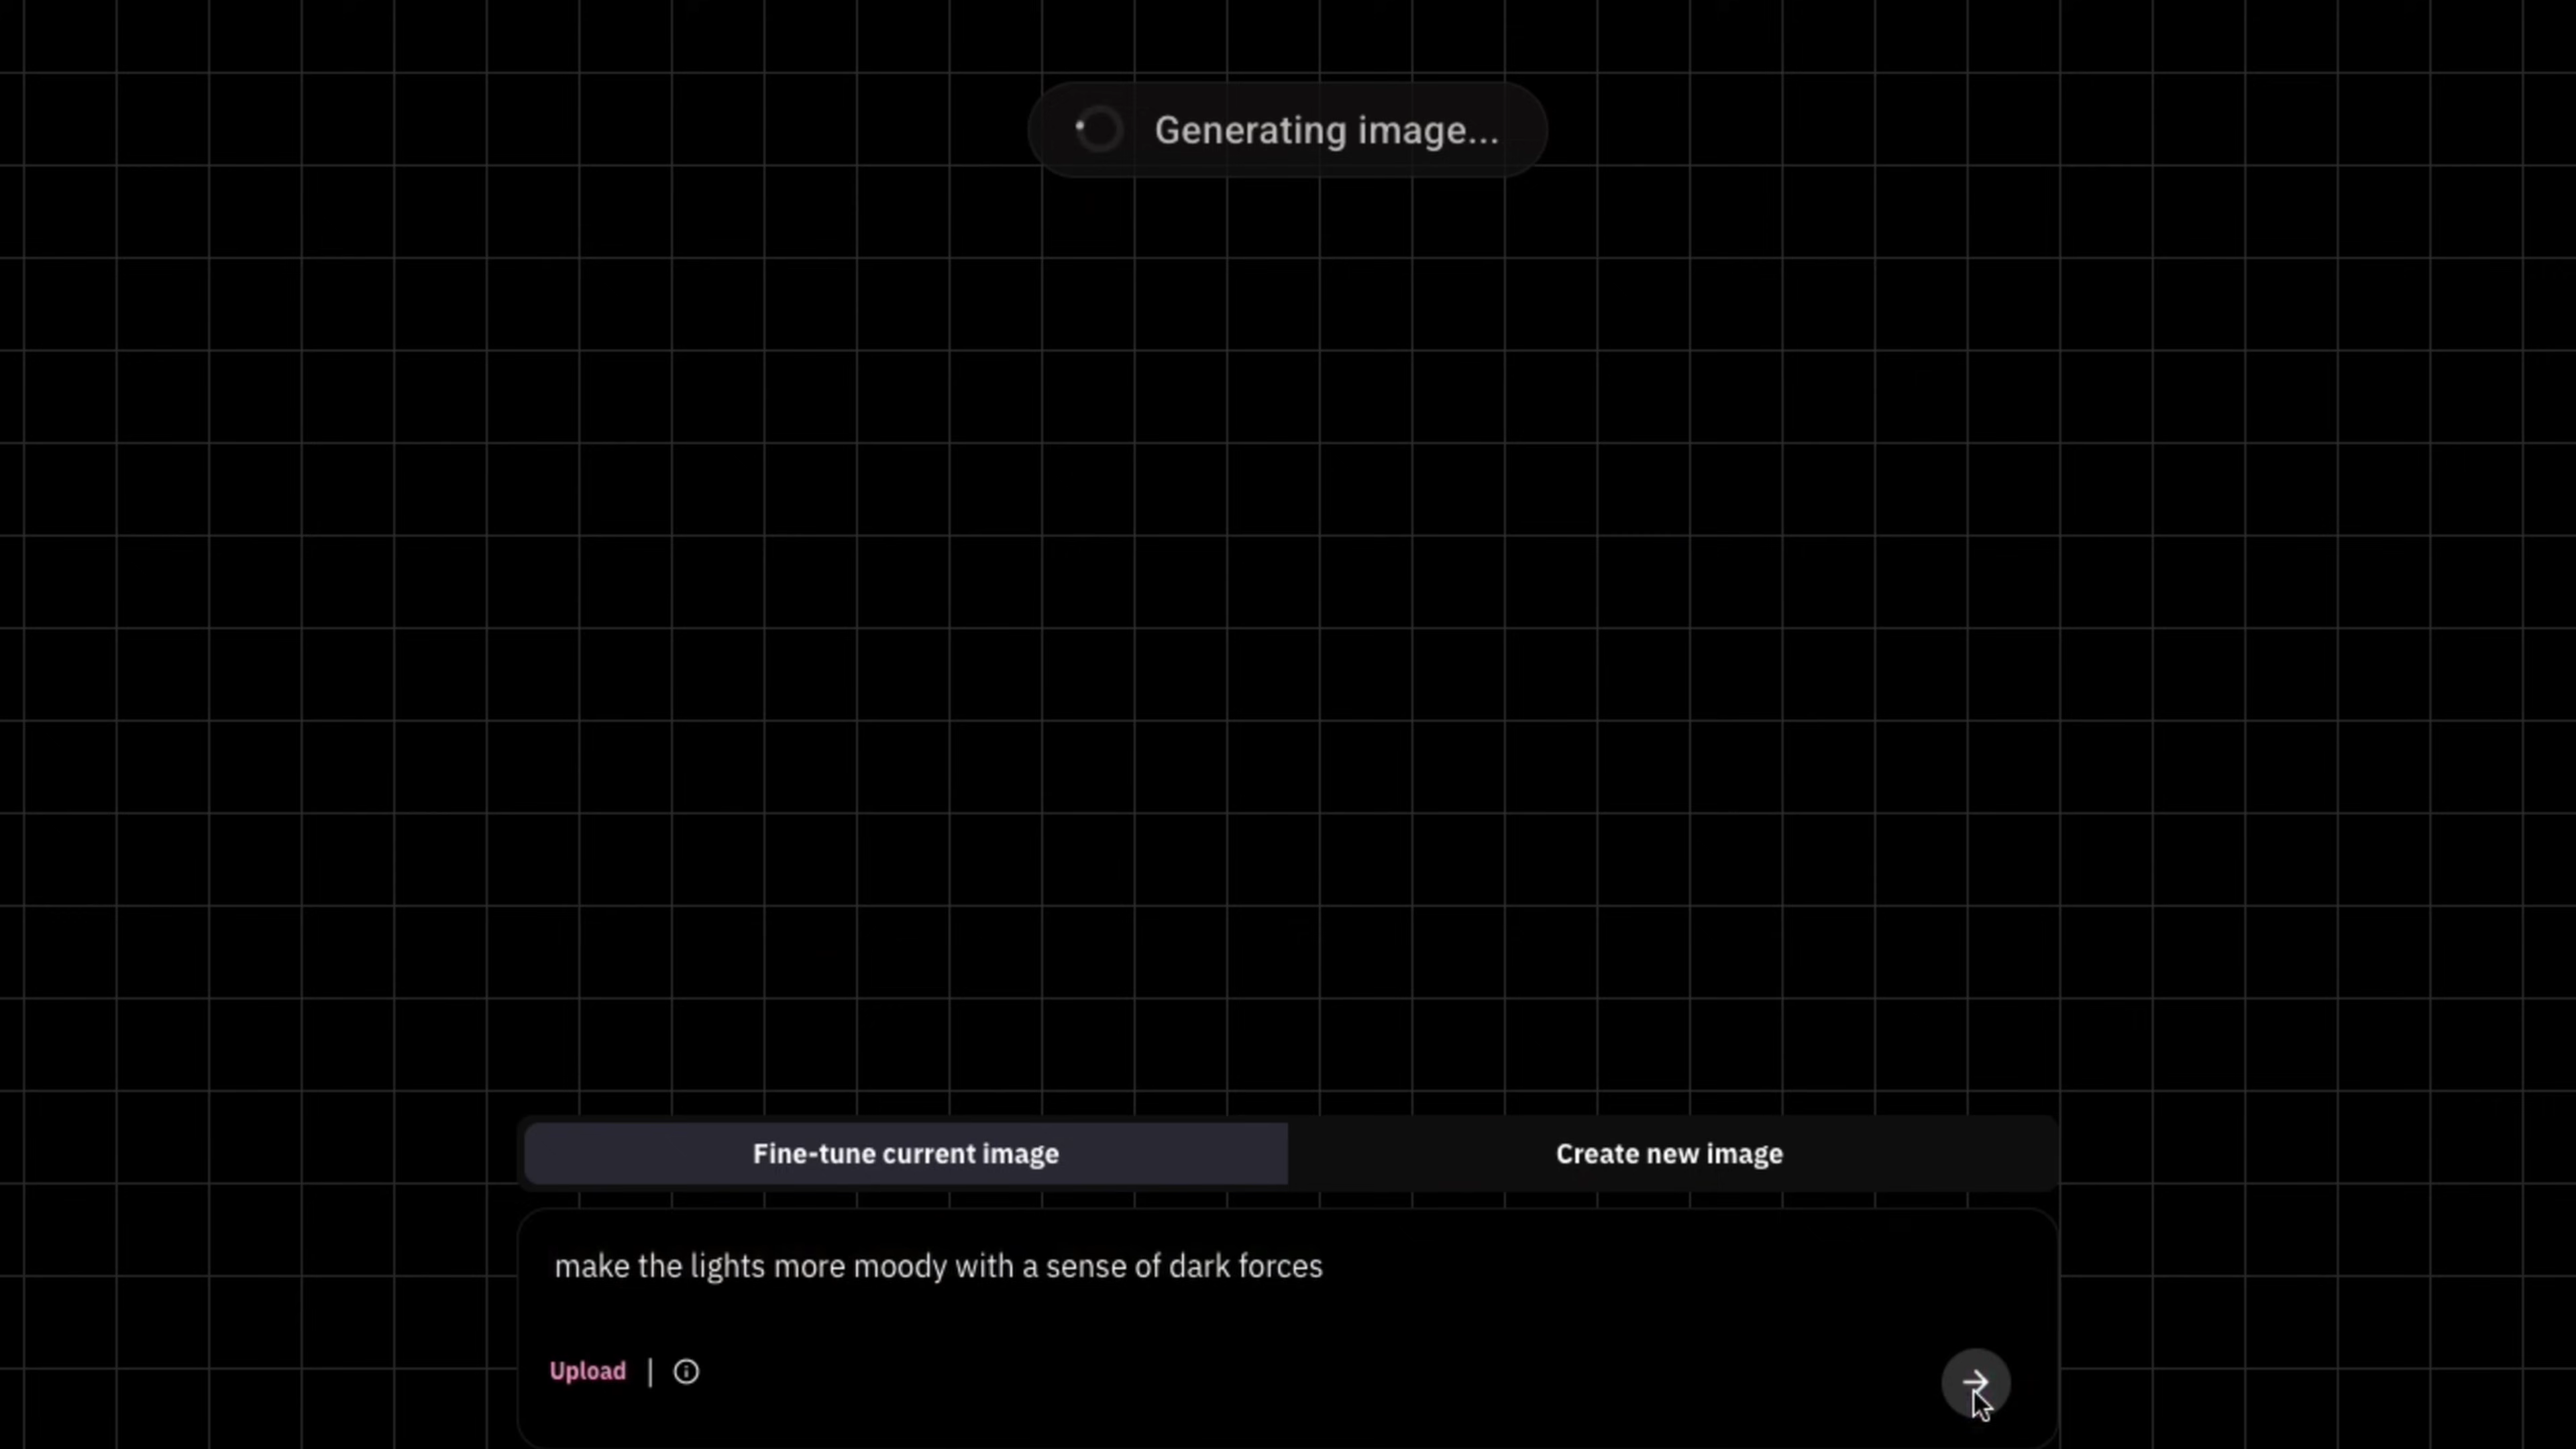 Generating image...
Fine-tune current image
Create new image
make the lights more moody with a sense of dark forces
Upload